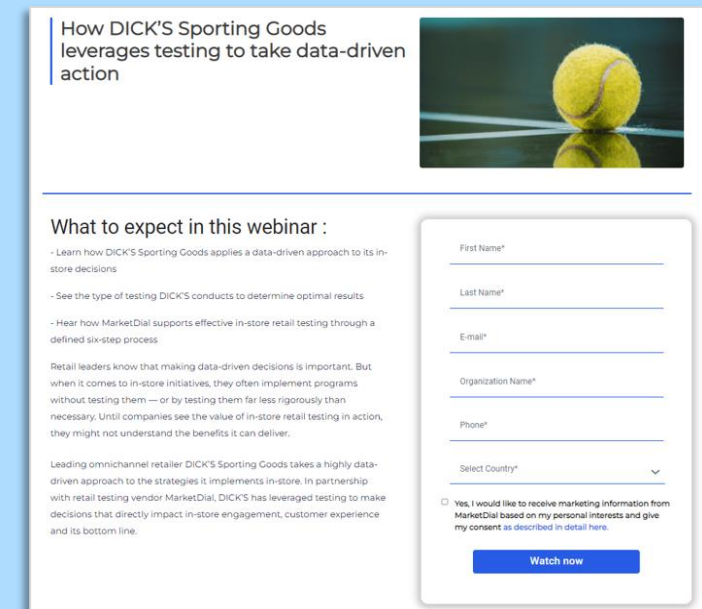 How DICK'S Sporting Goods
leverages testing to take data-driven
action
What to expect in this webinar :
- Learn how DICK'S Sporting Goods applies a data-driven approach to its in-
store decisions
- See the type of testing DICK'S conducts to determine optimal results
- Hear how MarketDial supports effective in-store retail testing through a
defined six-step process
Retail leaders know that making data-driven decisions is important. But
when it comes to in-store initiatives, they often implement programs
without testing them — or by testing them far less rigorously than
necessary. Until companies see the value of in-store retail testing in action,
they might not understand the benefits it can deliver.
Leading omnichannel retailer DICK'S Sporting Goods takes a highly data-
driven approach to the strategies it implements in-store. In partnership
with retail testing vendor MarketDial, DICK'S has leveraged testing to make
decisions that directly impact in-store engagement, customer experience
and its bottom line.
First Name*
Last Name*
E-mail*
Organization Name*
Phone*
Select Country*
Yes, I would like to receive marketing information from
MarketDial based on my personal interests and give
my consent as described in detail here.
Watch now